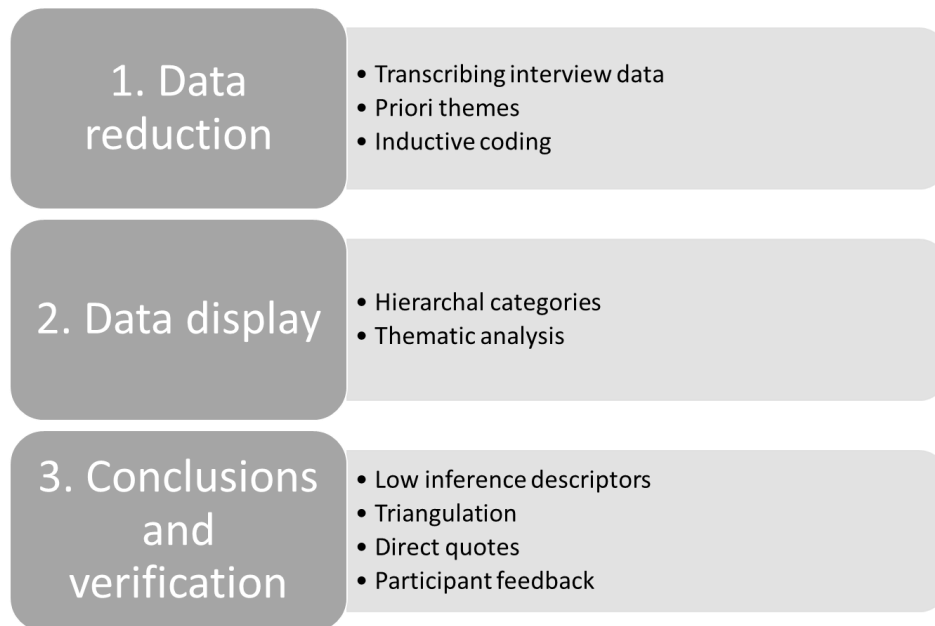 1. Data
reduction
• Transcribing interview data
• Priori themes
• Inductive coding
2. Data display
• Hierarchal categories
• Thematic analysis
3. Conclusions
and
verification
• Low inference descriptors
• Triangulation
• Direct quotes
• Participant feedback